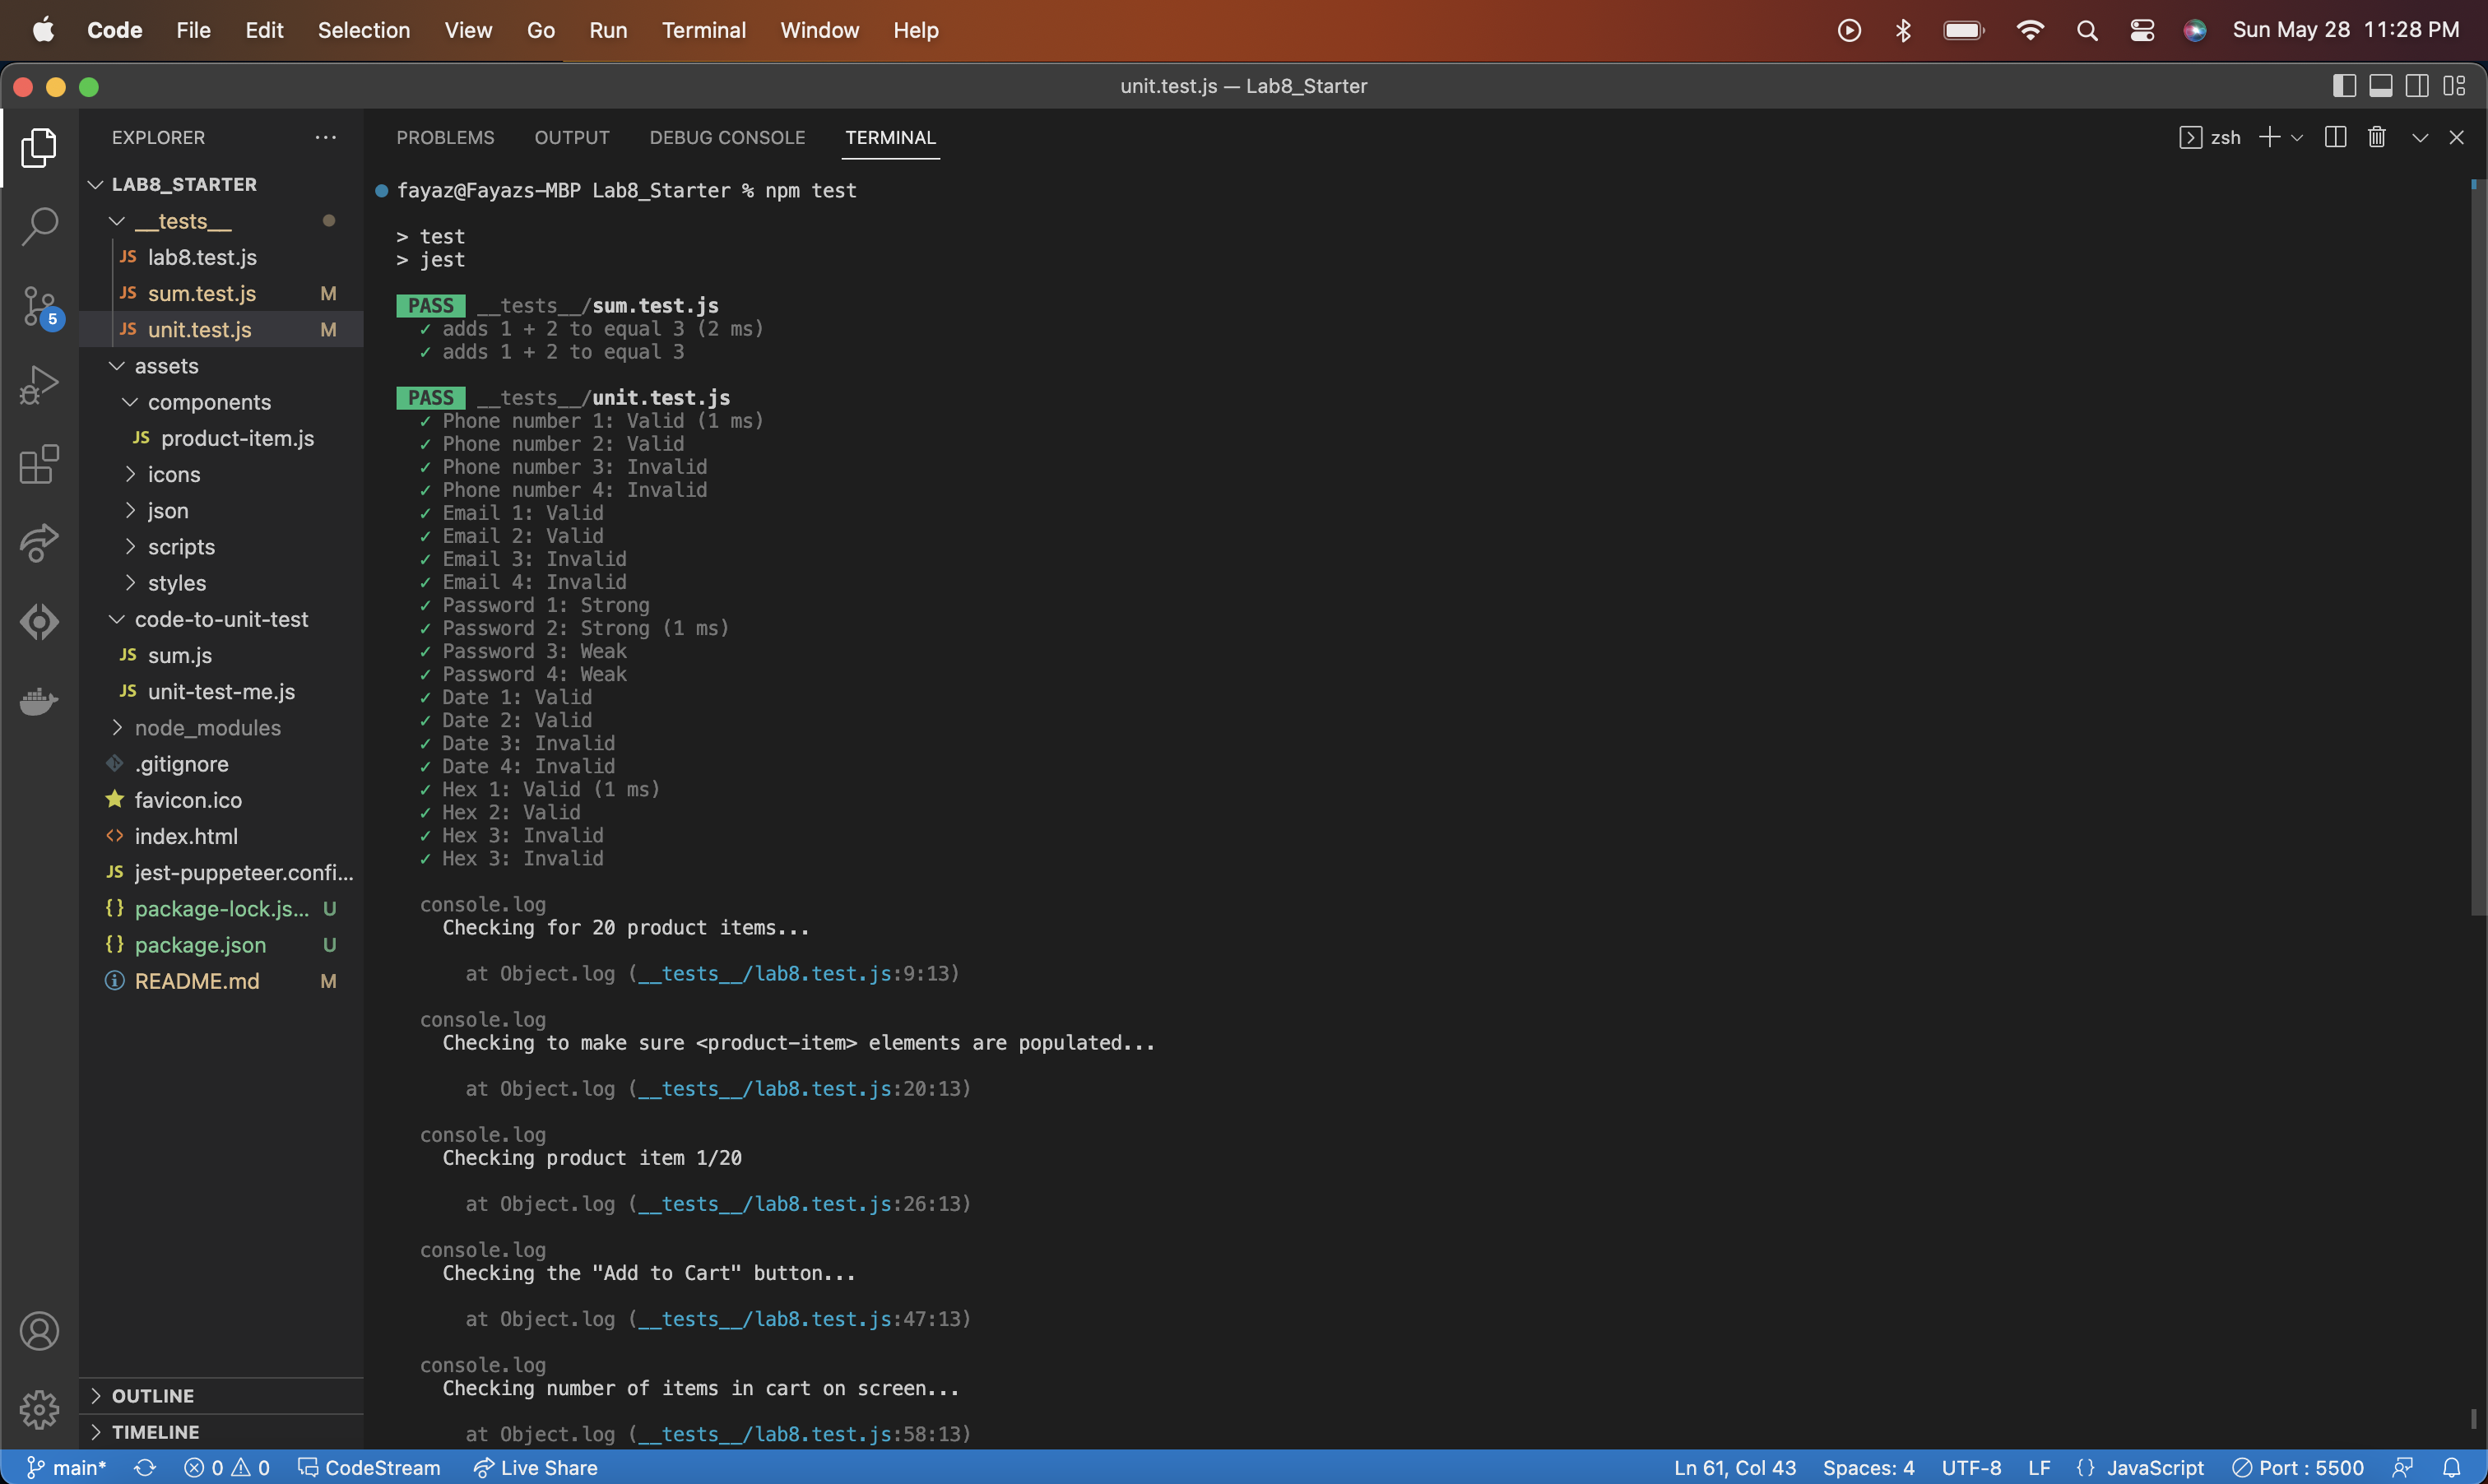 Code File Edit Selection View Go Run Terminal Window Help Sun May 28 11:28 PM
unit.test.js — Lab8_Starter
EXPLORER
LAB8_STARTER
__tests__
JS lab8.test.js
JS sum.test.js M
JS unit.test.js M
assets
components
JS product-item.js
icons
json
scripts
styles
code-to-unit-test
JS sum.js
JS unit-test-me.js
node_modules
.gitignore
favicon.ico
<> index.html
JS jest-puppeteer.confi...
{} package-lock.js... U
{} package.json U
README.md M
OUTLINE
TIMELINE
5
PROBLEMS OUTPUT DEBUG CONSOLE TERMINAL zsh
fayaz@Fayazs-MBP Lab8_Starter % npm test
> test
> jest
PASS __tests__/sum.test.js
✓ adds 1 + 2 to equal 3 (2 ms)
✓ adds 1 + 2 to equal 3
PASS __tests__/unit.test.js
✓ Phone number 1: Valid (1 ms)
✓ Phone number 2: Valid
✓ Phone number 3: Invalid
✓ Phone number 4: Invalid
✓ Email 1: Valid
✓ Email 2: Valid
✓ Email 3: Invalid
✓ Email 4: Invalid
✓ Password 1: Strong
✓ Password 2: Strong (1 ms)
✓ Password 3: Weak
✓ Password 4: Weak
✓ Date 1: Valid
✓ Date 2: Valid
✓ Date 3: Invalid
✓ Date 4: Invalid
✓ Hex 1: Valid (1 ms)
✓ Hex 2: Valid
✓ Hex 3: Invalid
✓ Hex 3: Invalid
console.log
Checking for 20 product items...
at Object.log (__tests__/lab8.test.js:9:13)
console.log
Checking to make sure <product-item> elements are populated...
at Object.log (__tests__/lab8.test.js:20:13)
console.log
Checking product item 1/20
at Object.log (__tests__/lab8.test.js:26:13)
console.log
Checking the "Add to Cart" button...
at Object.log (__tests__/lab8.test.js:47:13)
console.log
Checking number of items in cart on screen...
at Object.log (__tests__/lab8.test.js:58:13)
main* 0 0 CodeStream Live Share Ln 61, Col 43 Spaces: 4 UTF-8 LF {} JavaScript Port : 5500